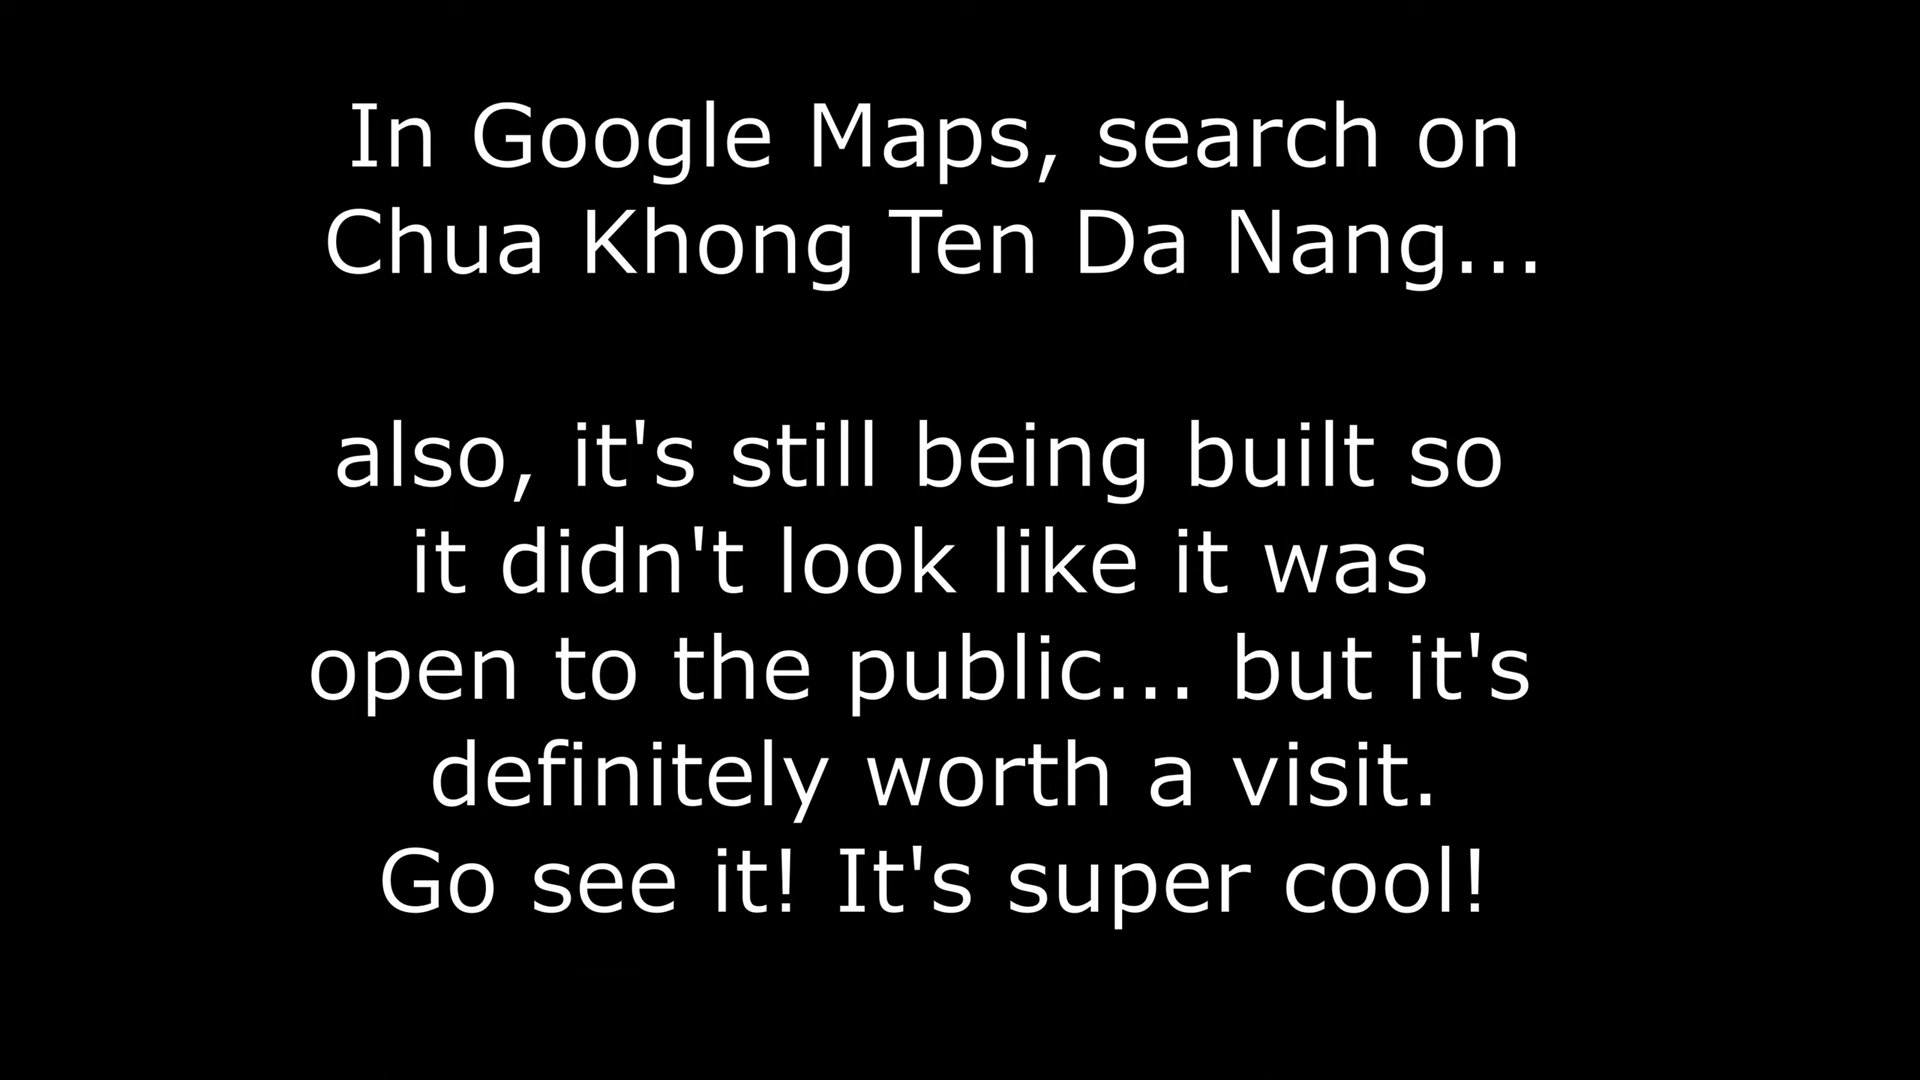 In Google Maps, search on
Chua Khong Ten Da Nang...
also, it's still being built so
it didn't look like it was
open to the public... but it's
definitely worth a visit.
Go see it! It's super cool!